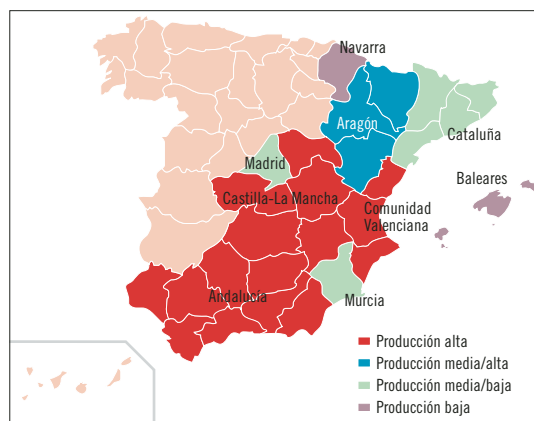 Navarra
Aragón
Cataluña
Madrid
Baleares
Castilla-La Mancha
Comunidad
Valenciana
Andalucía
Murcia
Producción alta
Producción media/alta
Producción media/baja
Producción baja